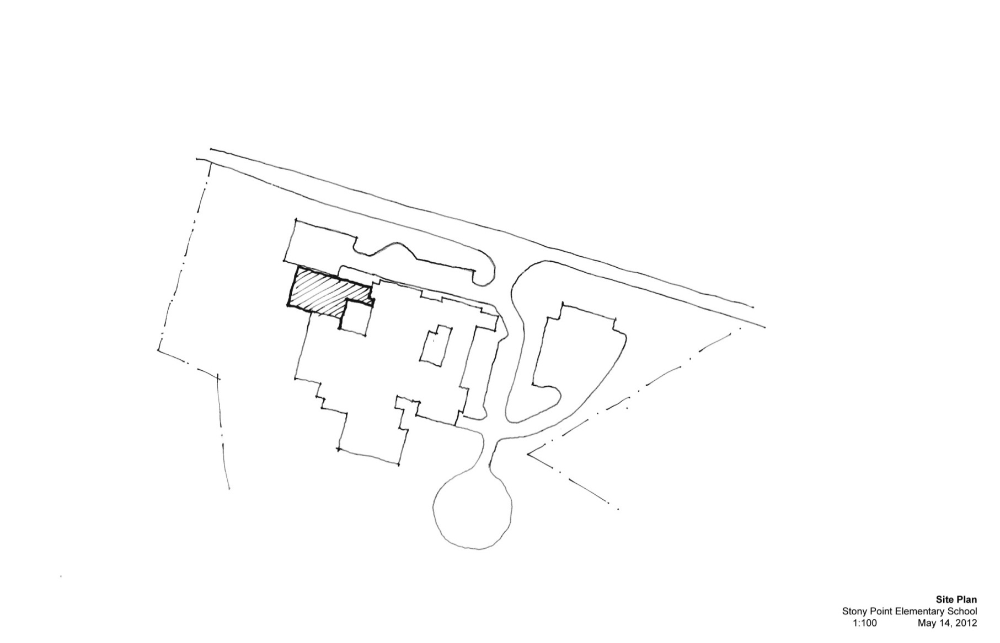 Site Plan
Stony Point Elementary School
1:100 May 14, 2012